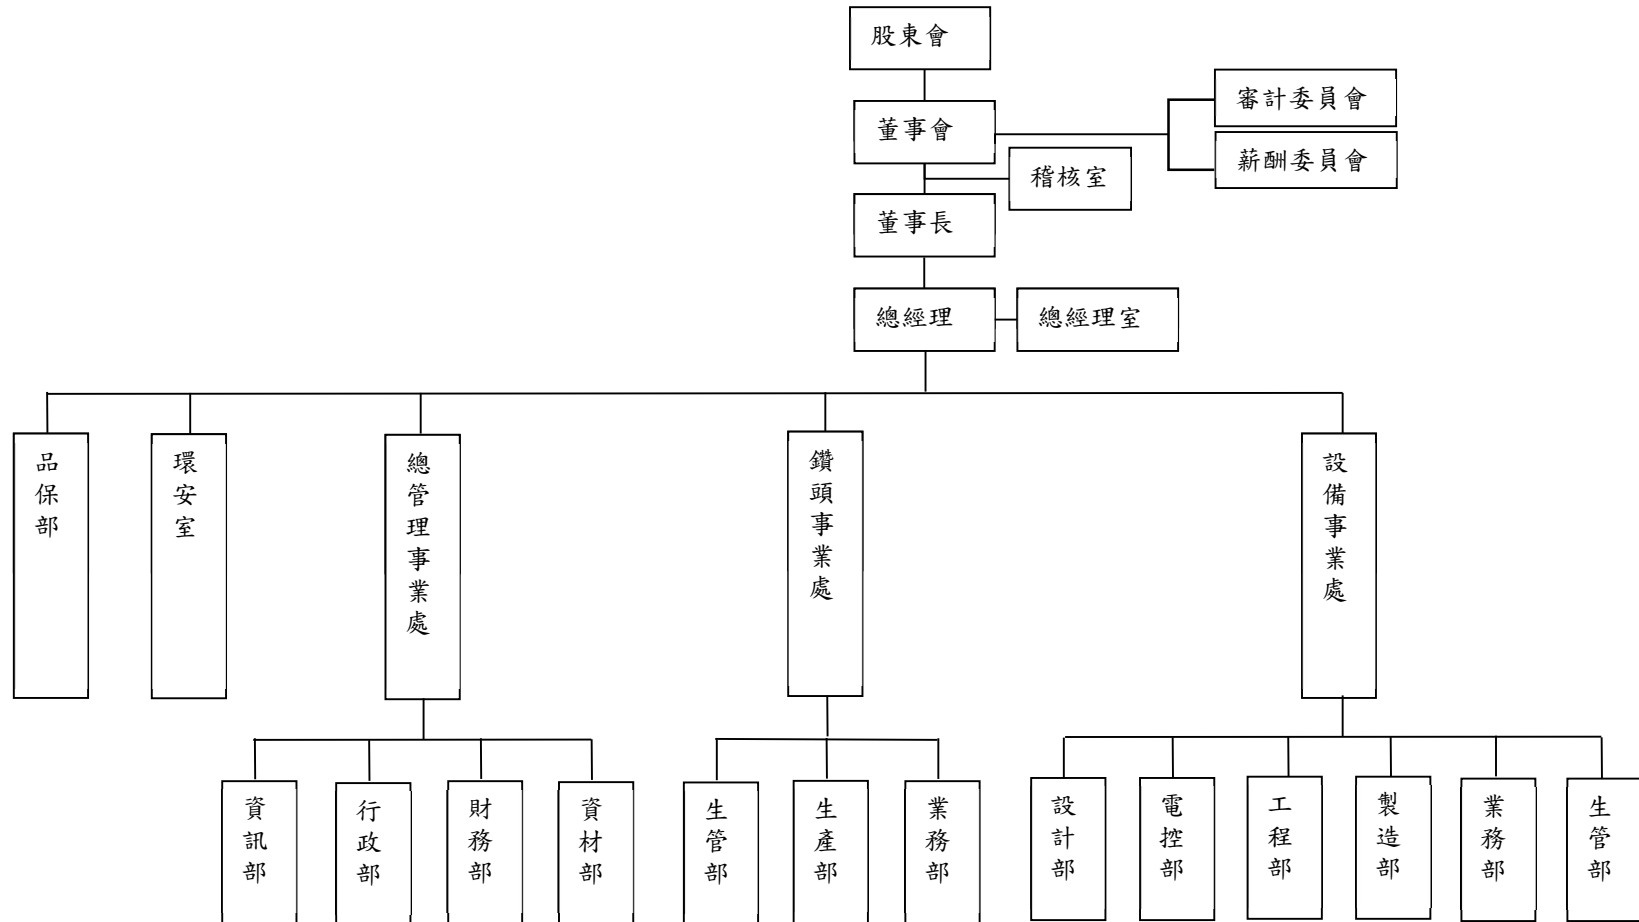 股東會
審計委員會
董事會
薪酬委員會
稽核室
董事長
總經理
總經理室
品保部
環安室
總管理事業處
鑽頭事業處
設備事業處
資訊部
行政部
財務部
資材部
生管部
生產部
業務部
設計部
電控部
工程部
製造部
業務部
生管部